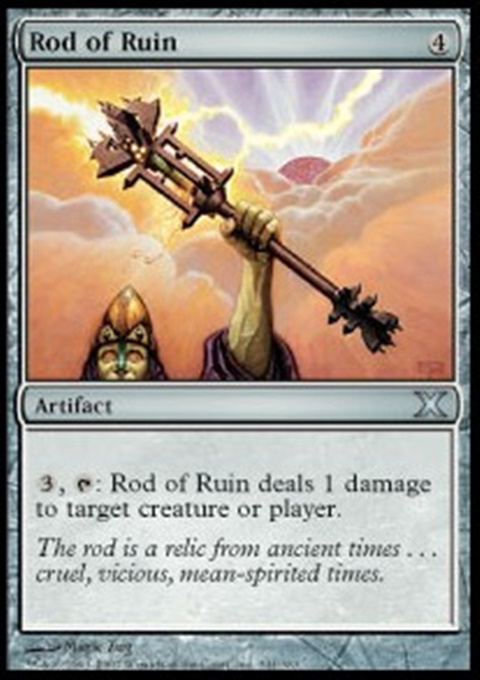 Rod of Ruin 4
Artifact X
3, T: Rod of Ruin deals 1 damage
to target creature or player.
The rod is a relic from ancient times . . .
cruel, vicious, mean-spirited times.